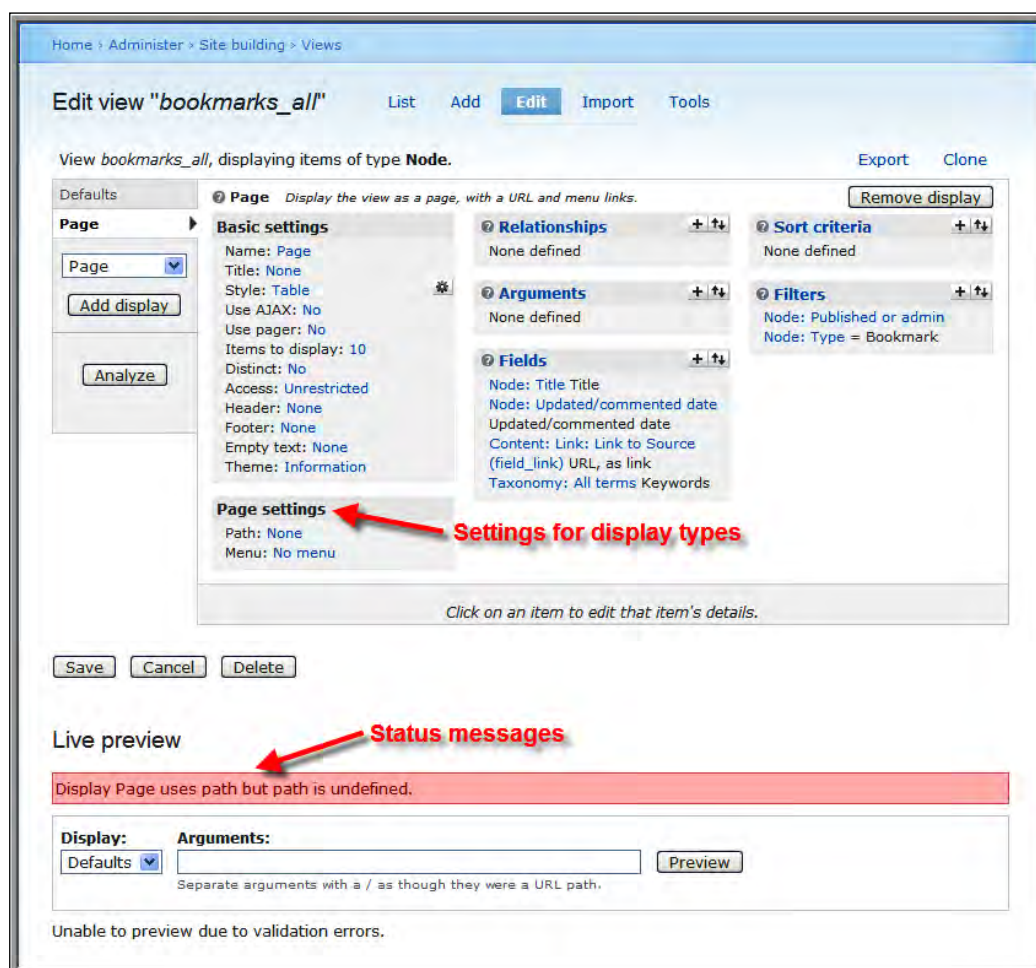 Home › Administer › Site building › Views
Edit view "bookmarks_all"
List Add Edit Import Tools
View bookmarks_all, displaying items of type Node.
Export Clone
Defaults
Page
Page
Add display
Analyze
Page Display the view as a page, with a URL and menu links.
Remove display
Basic settings
Name: Page
Title: None
Style: Table
Use AJAX: No
Use pager: No
Items to display: 10
Distinct: No
Access: Unrestricted
Header: None
Footer: None
Empty text: None
Theme: Information
Page settings
Path: None
Menu: No menu
Relationships
None defined
Arguments
None defined
Fields
Node: Title Title
Node: Updated/commented date
Updated/commented date
Content: Link: Link to Source
(field_link) URL, as link
Taxonomy: All terms Keywords
Sort criteria
None defined
Filters
Node: Published or admin
Node: Type = Bookmark
Settings for display types
Click on an item to edit that item's details.
Save Cancel Delete
Live preview
Status messages
Display Page uses path but path is undefined.
Display: Arguments:
Defaults
Preview
Separate arguments with a / as though they were a URL path.
Unable to preview due to validation errors.